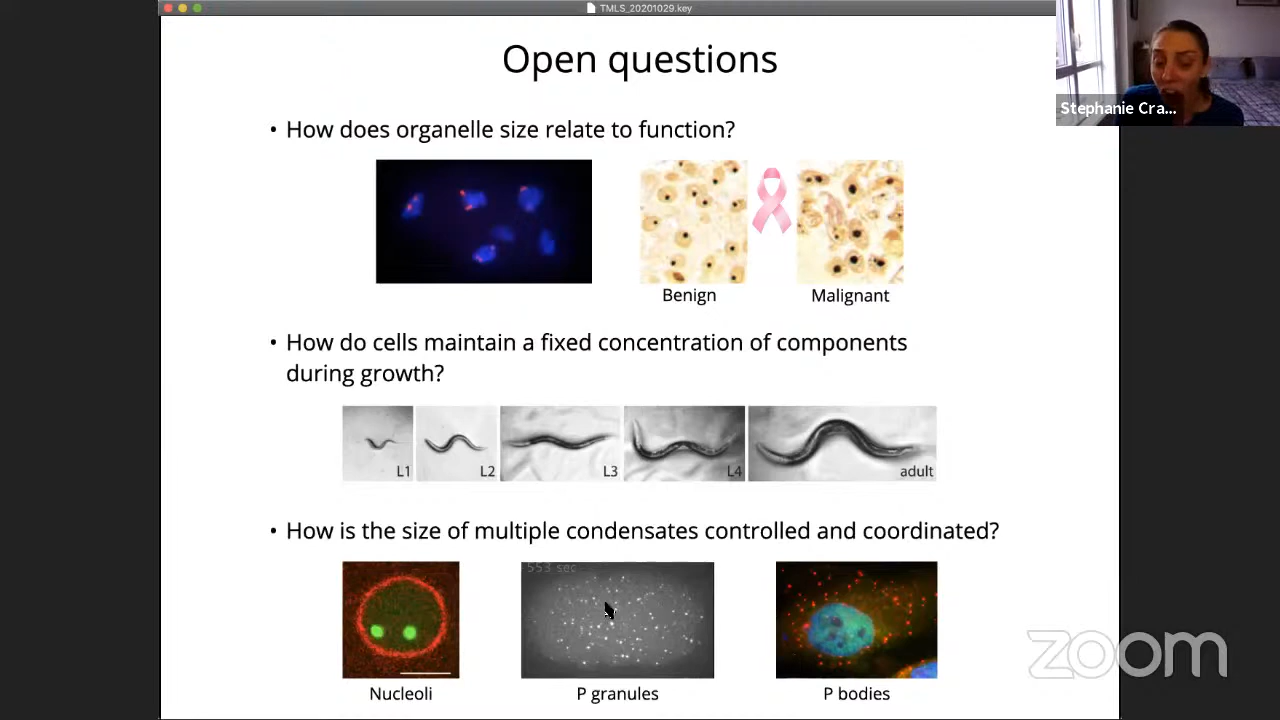 TMLS_20201029.key
Open questions
Stephanie Cra...
• How does organelle size relate to function?
Benign
Malignant
• How do cells maintain a fixed concentration of components
during growth?
L1
L2
L3
L4
adult
• How is the size of multiple condensates controlled and coordinated?
553 sec
Nucleoli
P granules
P bodies
zoom